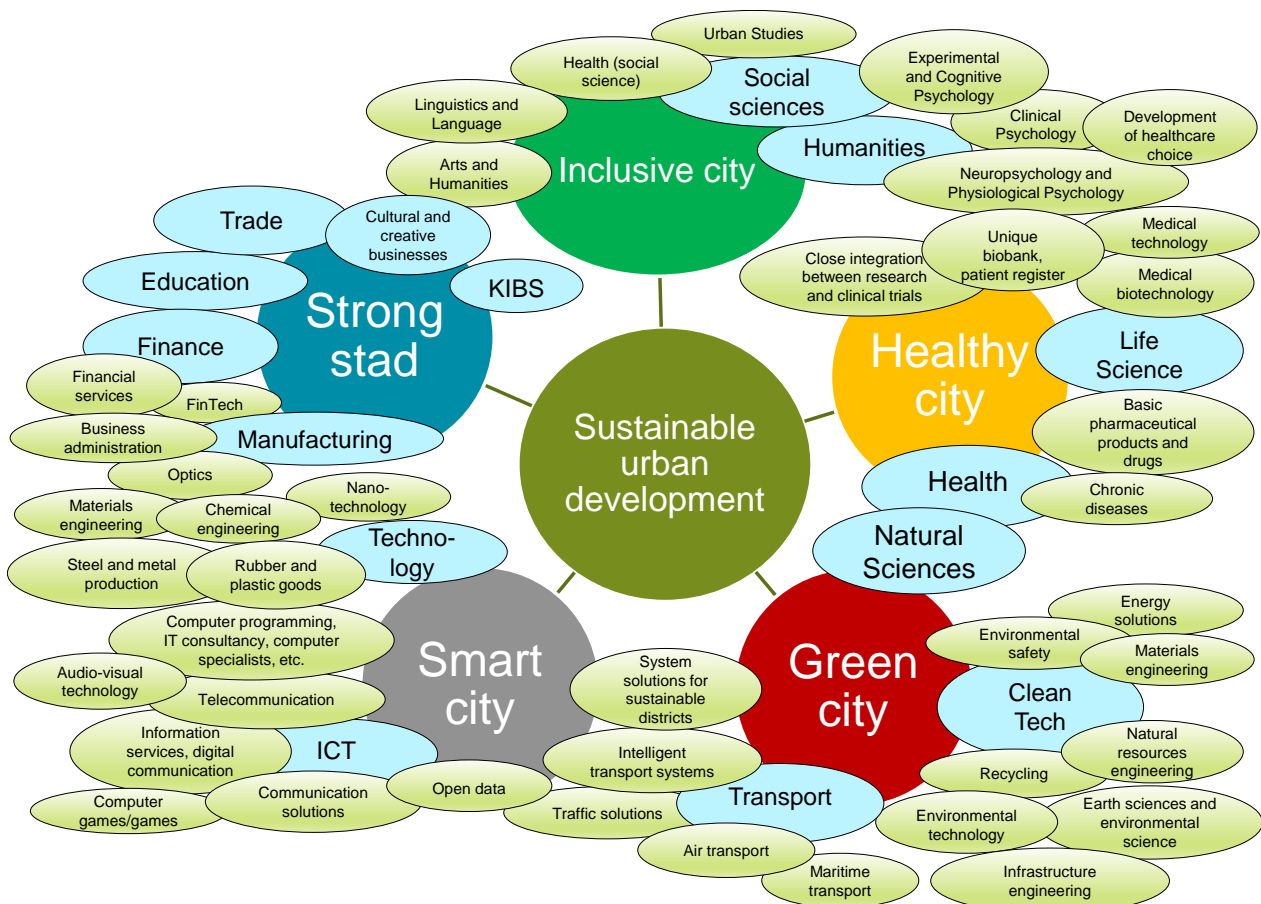 Urban Studies
Health (social
science)
Social
sciences
Experimental
and Cognitive
Psychology
Linguistics and
Language
Clinical
Psychology
Development
of healthcare
choice
Humanities
Inclusive city
Arts and
Humanities
Neuropsychology and
Physiological Psychology
Trade
Cultural and
creative
businesses
Medical
technology
Unique
biobank,
patient register
Close integration
between research
and clinical trials
Education
KIBS
Medical
biotechnology
Strong
stad
Finance
Healthy
city
Life
Science
Financial
services
FinTech
Business
administration
Manufacturing
Sustainable
urban
development
Basic
pharmaceutical
products and
drugs
Optics
Nano-
technology
Health
Chronic
diseases
Materials
engineering
Chemical
engineering
Techno-
logy
Natural
Sciences
Steel and metal
production
Rubber and
plastic goods
Energy
solutions
Computer programming,
IT consultancy, computer
specialists, etc.
Environmental
safety
Materials
engineering
Smart
city
System
solutions for
sustainable
districts
Green
city
Audio-visual
technology
Telecommunication
Clean
Tech
Information
services, digital
communication
ICT
Intelligent
transport systems
Natural
resources
engineering
Recycling
Open data
Communication
solutions
Computer
games/games
Transport
Traffic solutions
Environmental
technology
Earth sciences and
environmental
science
Air transport
Maritime
transport
Infrastructure
engineering